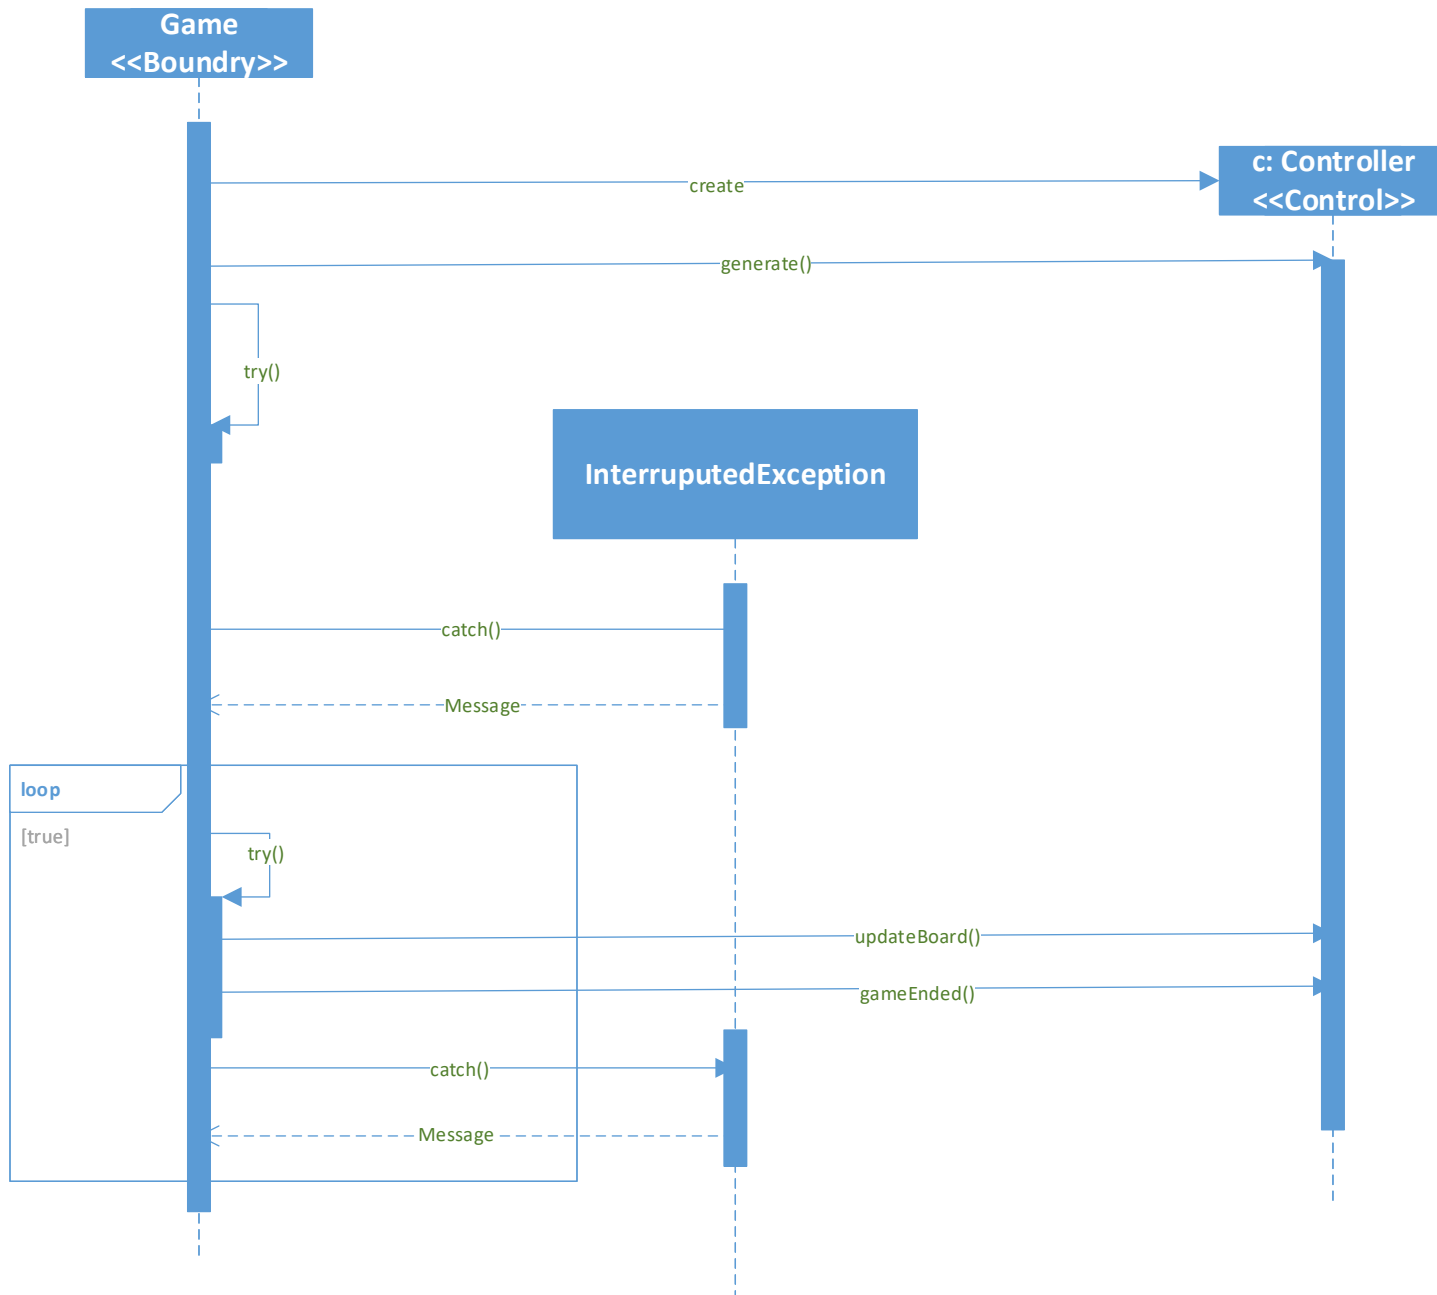 Game
<<Boundry>>
c: Controller
<<Control>>
create
generate()
try()
InterruputedException
catch()
Message
loop
[true]
try()
updateBoard()
gameEnded()
catch()
Message